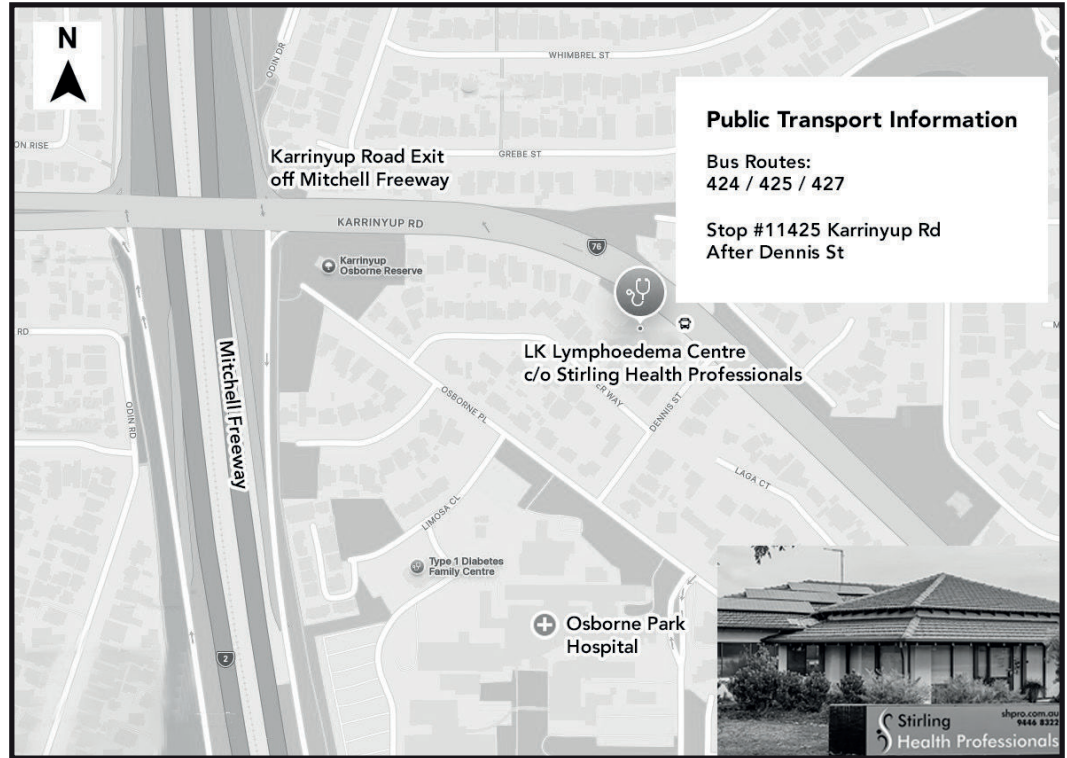 N
ODIN DR
WHIMBREL ST
Public Transport Information
Bus Routes:
424 / 425 / 427
Stop #11425 Karrinyup Rd
After Dennis St
ON RISE
Karrinyup Road Exit
off Mitchell Freeway
GREBE ST
KARRINYUP RD
76
Karrinyup
Osborne Reserve
RD
LK Lymphoedema Centre
c/o Stirling Health Professionals
ER WAY
Mitchell Freeway
ODIN RD
OSBORNE PL
DENNIS ST
LAGA CT
LIMOSA CL
Type 1 Diabetes
Family Centre
Osborne Park
Hospital
2
Stirling
Health Professionals
shpro.com.au
9446 8322